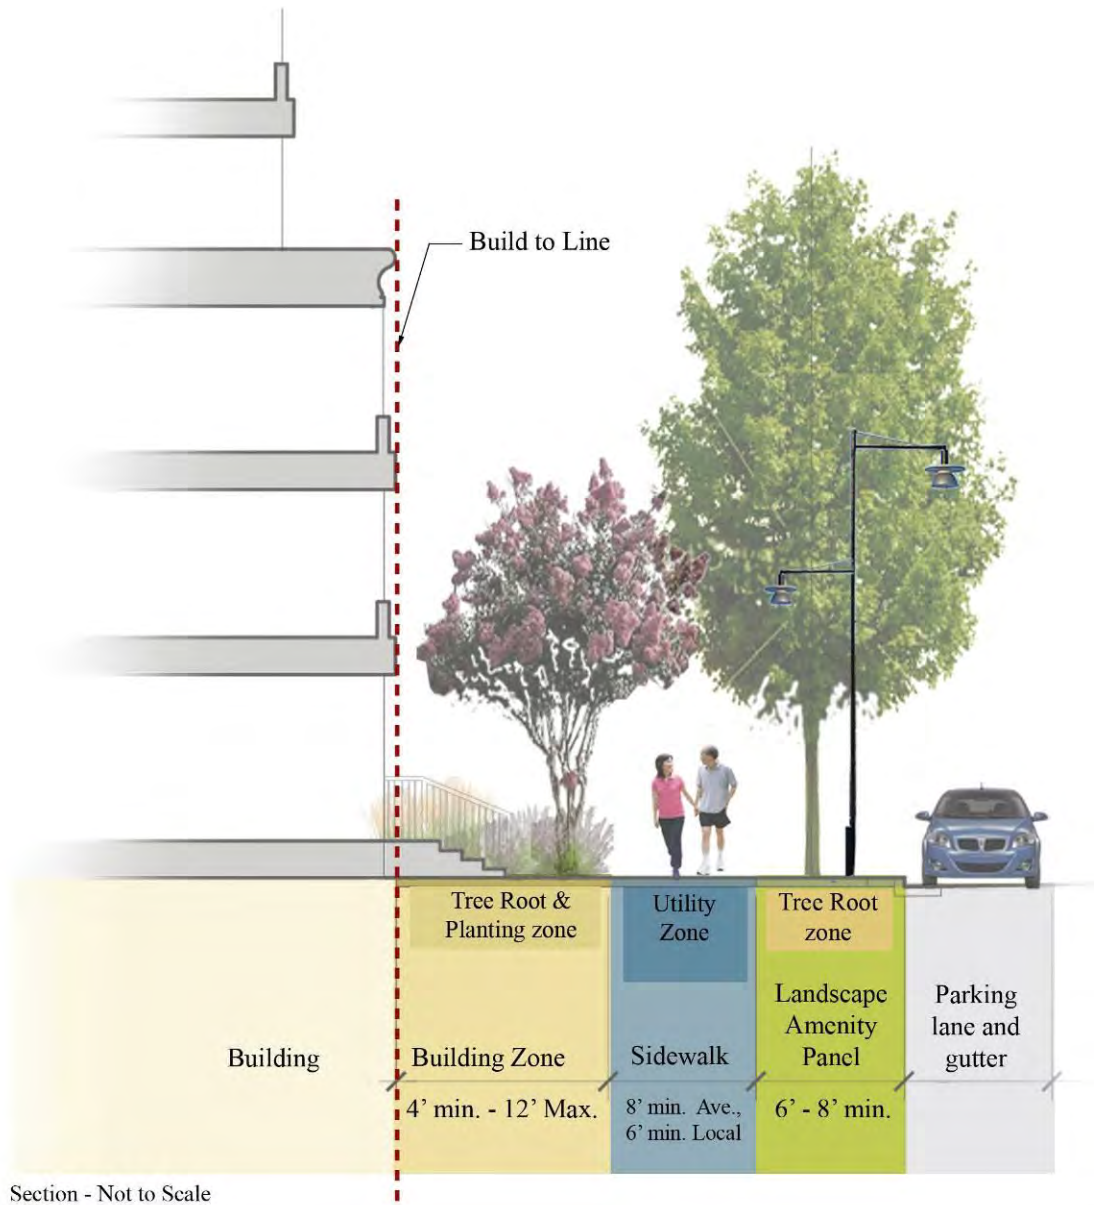 Build to Line
Tree Root &
Planting zone
Utility
Zone
Tree Root
zone
Landscape
Amenity
Panel
Parking
lane and
gutter
Building
Building Zone
Sidewalk
4’ min. - 12’ Max.
8’ min. Ave.,
6’ min. Local
6’ - 8’ min.
Section - Not to Scale